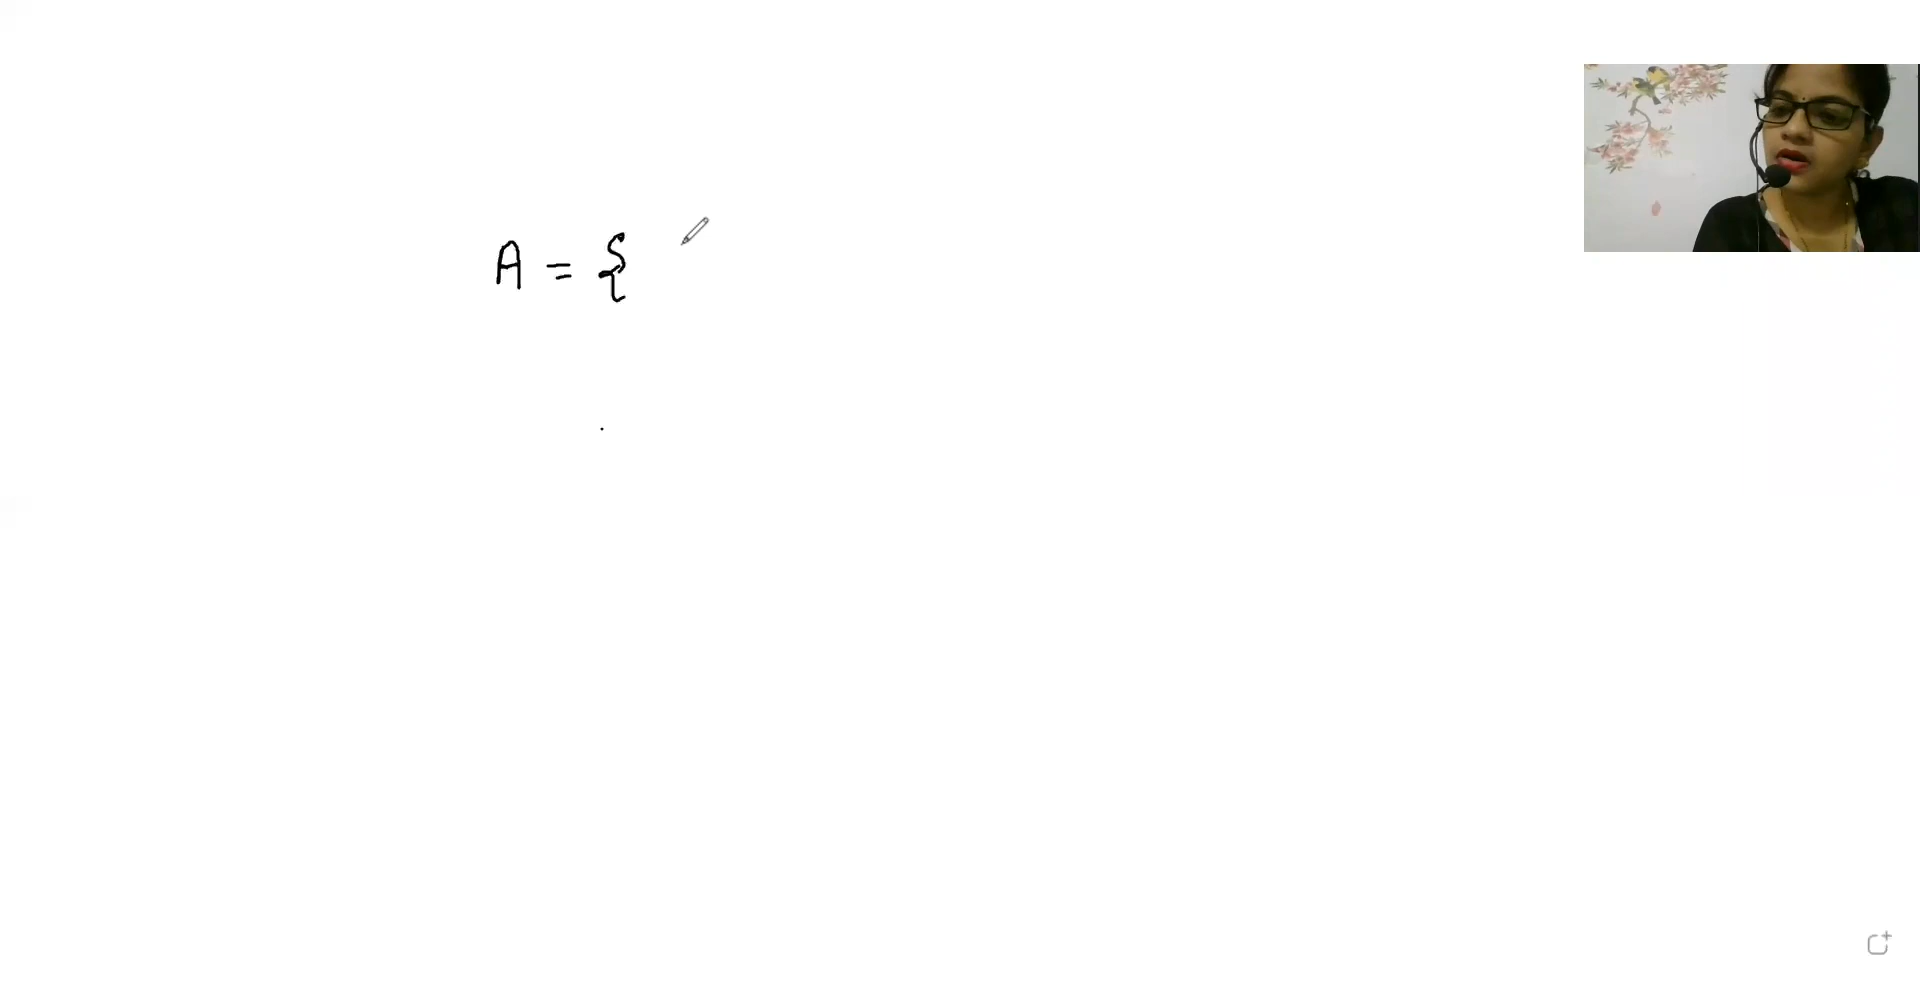 A = {